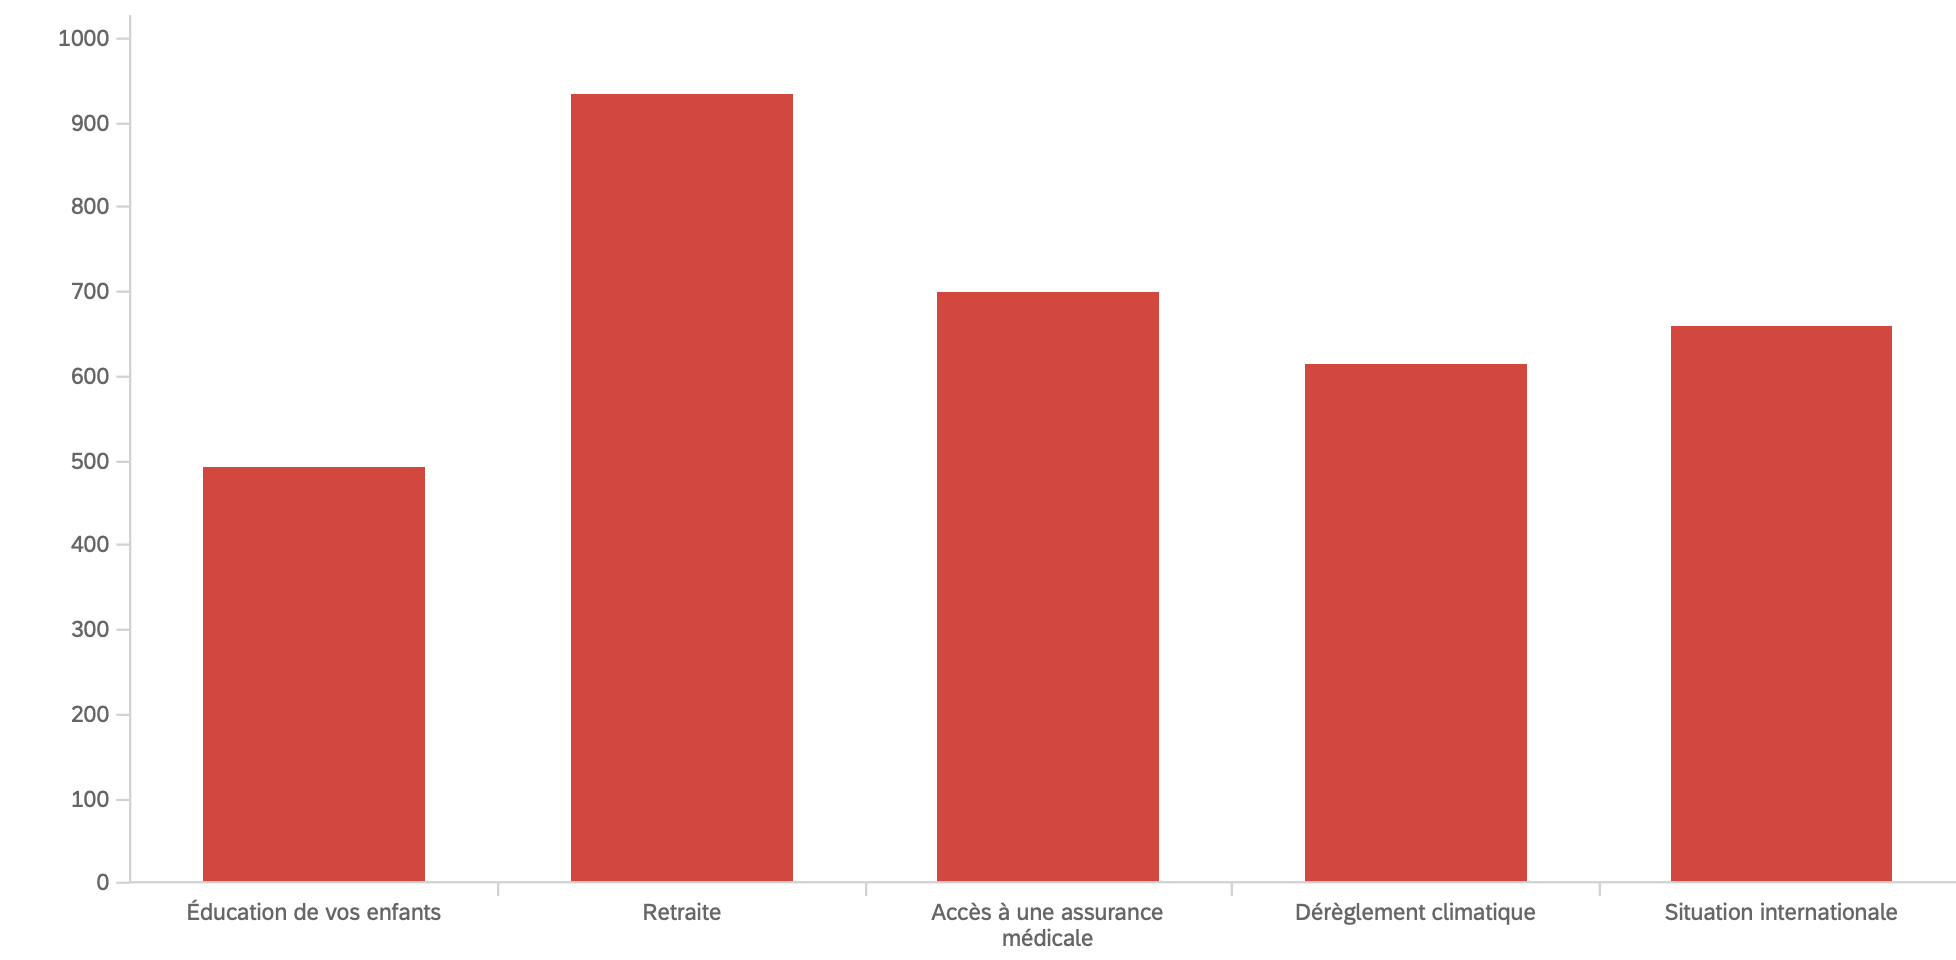 1000
900
800
700
600
500
400
300
200
100
0
Éducation de vos enfants
Retraite
Accès à une assurance
médicale
Dérèglement climatique
Situation internationale